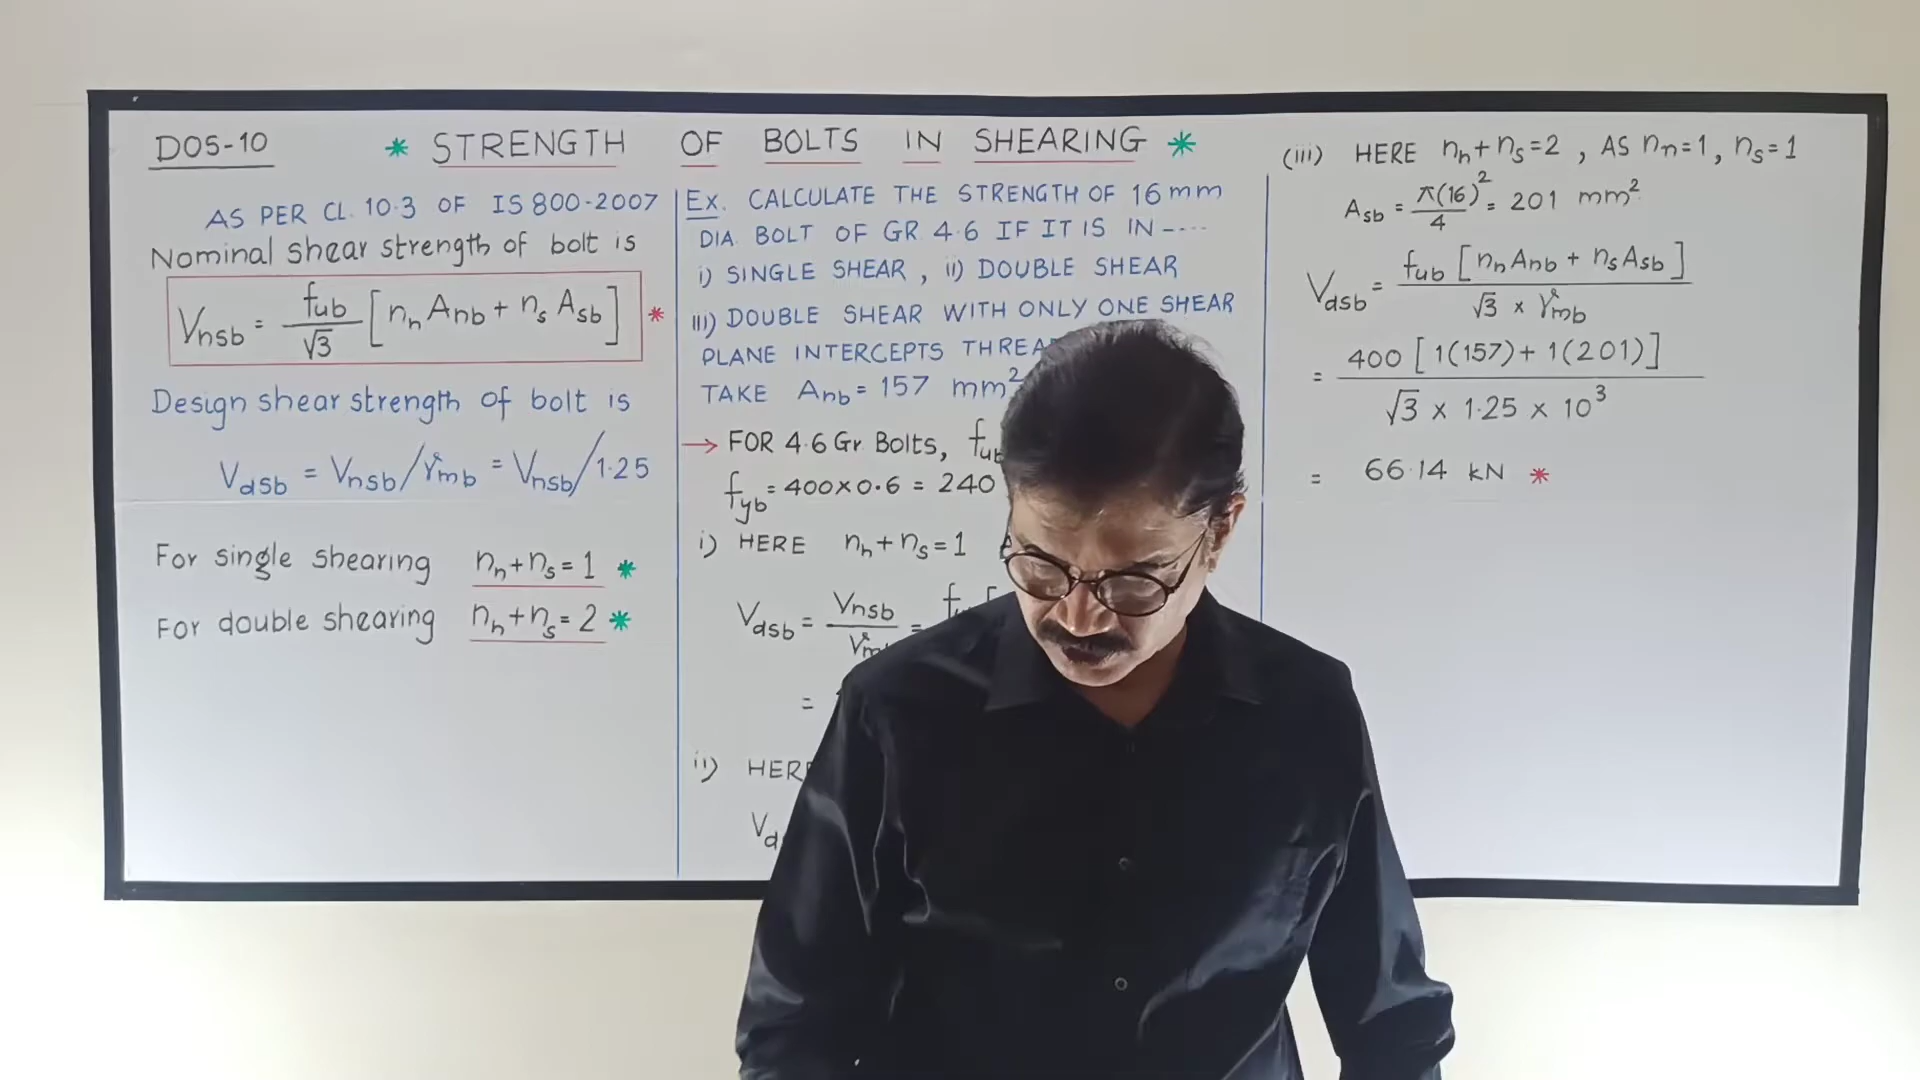 DOS-10
* STRENGTH OF BOLTS IN SHEARING *
AS PER CL. 10.3 OF IS 800-2007
Nominal shear strength of bolt is
Vnsb = fub/√3 [nn Anb + ns Asb] *
Design shear strength of bolt is
Vdsb = Vnsb/γmb = Vnsb/1.25
For single shearing nn+ns=1 *
For double shearing nn+ns=2 *
Ex. CALCULATE THE STRENGTH OF 16 mm
DIA. BOLT OF GR 4.6 IF IT IS IN ----
i) SINGLE SHEAR, ii) DOUBLE SHEAR
iii) DOUBLE SHEAR WITH ONLY ONE SHEAR
PLANE INTERCEPTS
TAKE Anb = 157 mm²
→ FOR 4.6 Gr Bolts, fub
fyb = 400×0.6 = 240
i) HERE nn+ns=1
Vdsb = Vnsb/ =
=
ii)
(iii) HERE nn+ns=2, AS nn=1, ns=1
Asb = π(16)²/4 = 201 mm²
Vdsb = fub [nn Anb + ns Asb] / √3 × γmb
= 400 [1(157) + 1(201)] / √3 × 1.25 × 10³
= 66.14 kN *